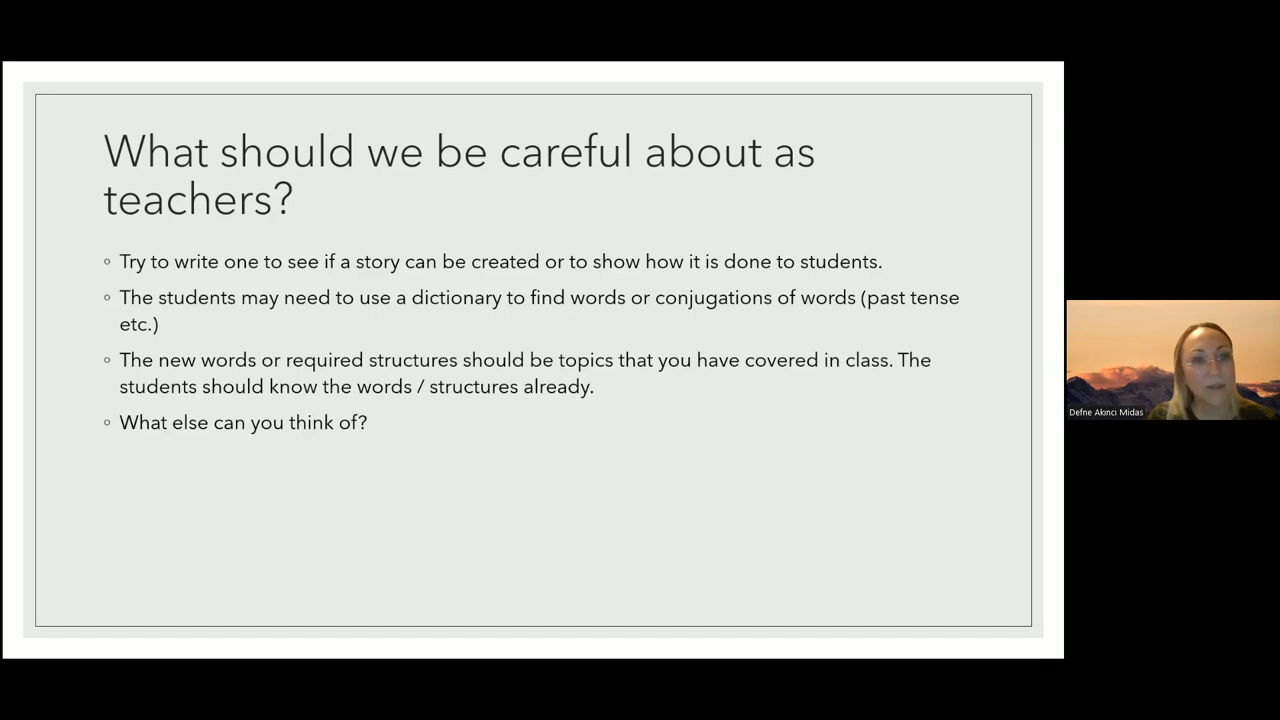 What should we be careful about as
teachers?
◦ Try to write one to see if a story can be created or to show how it is done to students.
◦ The students may need to use a dictionary to find words or conjugations of words (past tense
etc.)
◦ The new words or required structures should be topics that you have covered in class. The
students should know the words / structures already.
◦ What else can you think of?
Defne Akıncı Midas